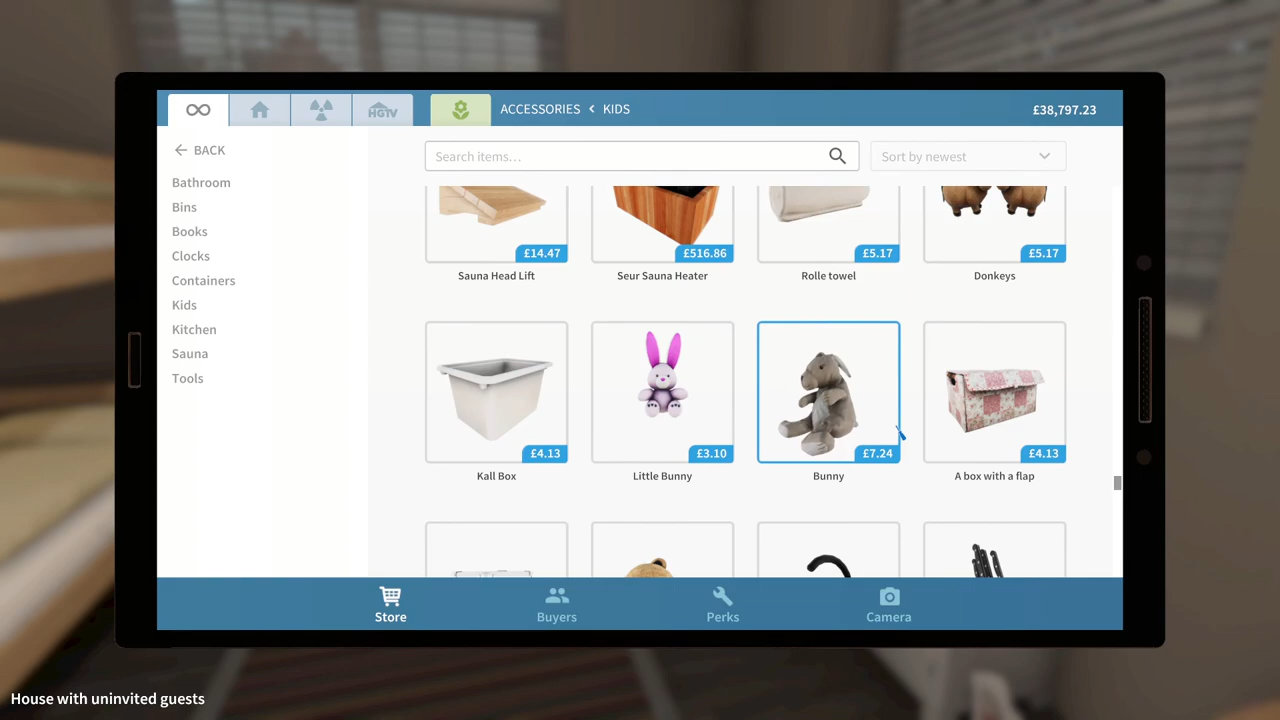 HGTV
ACCESSORIES < KIDS
£38,797.23
BACK
Search items...
Sort by newest
Bathroom
Bins
Books
Clocks
Containers
Kids
Kitchen
Sauna
Tools
£14.47
£516.86
£5.17
£5.17
Sauna Head Lift
Seur Sauna Heater
Rolle towel
Donkeys
£4.13
£3.10
£7.24
£4.13
Kall Box
Little Bunny
Bunny
A box with a flap
Store
Buyers
Perks
Camera
House with uninvited guests